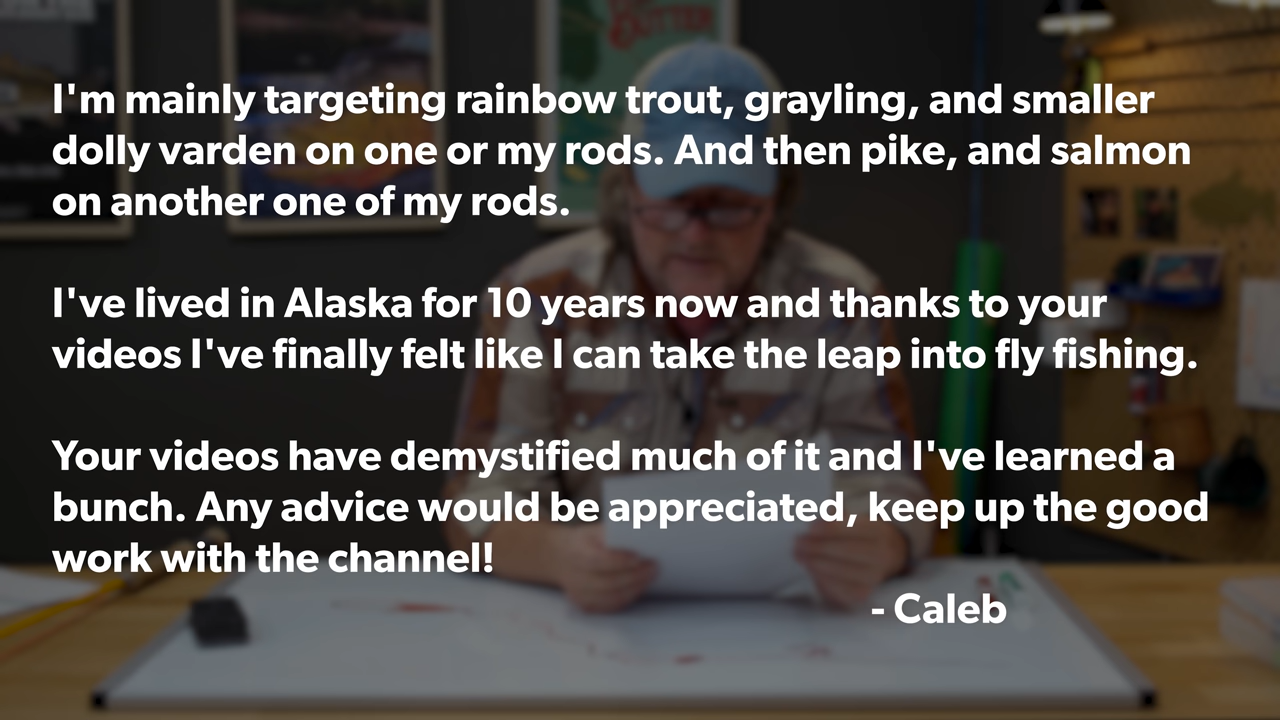 BUTTER
I'm mainly targeting rainbow trout, grayling, and smaller
dolly varden on one or my rods. And then pike, and salmon
on another one of my rods.
I've lived in Alaska for 10 years now and thanks to your
videos I've finally felt like I can take the leap into fly fishing.
Your videos have demystified much of it and I've learned a
bunch. Any advice would be appreciated, keep up the good
work with the channel!
- Caleb